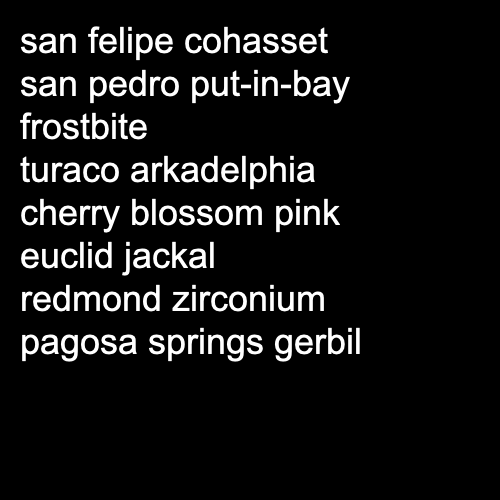 san felipe cohasset
san pedro put-in-bay
frostbite
turaco arkadelphia
cherry blossom pink
euclid jackal
redmond zirconium
pagosa springs gerbil